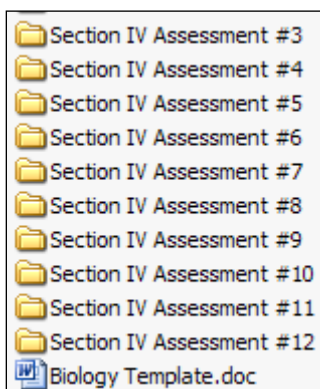 Section IV Assessment #3
Section IV Assessment #4
Section IV Assessment #5
Section IV Assessment #6
Section IV Assessment #7
Section IV Assessment #8
Section IV Assessment #9
Section IV Assessment #10
Section IV Assessment #11
Section IV Assessment #12
Biology Template.doc